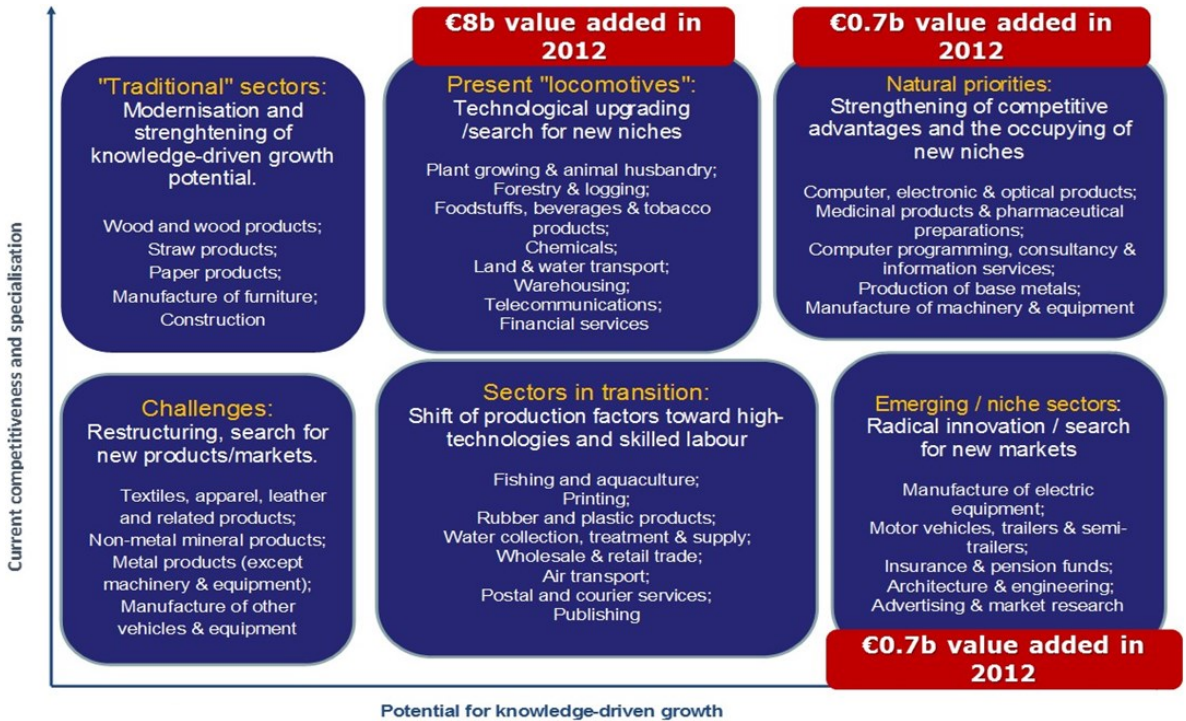 €8b value added in
2012
€0.7b value added in
2012
"Traditional" sectors:
Modernisation and
strenghtening of
knowledge-driven growth
potential.
Wood and wood products;
Straw products;
Paper products;
Manufacture of furniture;
Construction
Present "locomotives":
Technological upgrading
/search for new niches
Plant growing & animal husbandry;
Forestry & logging;
Foodstuffs, beverages & tobacco
products;
Chemicals;
Land & water transport;
Warehousing;
Telecommunications;
Financial services
Natural priorities:
Strengthening of competitive
advantages and the occupying of
new niches
Computer, electronic & optical products;
Medicinal products & pharmaceutical
preparations;
Computer programming, consultancy &
information services;
Production of base metals;
Manufacture of machinery & equipment
Challenges:
Restructuring, search for
new products/markets.
Textiles, apparel, leather
and related products;
Non-metal mineral products;
Metal products (except
machinery & equipment);
Manufacture of other
vehicles & equipment
Sectors in transition:
Shift of production factors toward high-
technologies and skilled labour
Fishing and aquaculture;
Printing;
Rubber and plastic products;
Water collection, treatment & supply;
Wholesale & retail trade;
Air transport;
Postal and courier services;
Publishing
Emerging / niche sectors:
Radical innovation / search
for new markets
Manufacture of electric
equipment;
Motor vehicles, trailers & semi-
trailers;
Insurance & pension funds;
Architecture & engineering;
Advertising & market research
€0.7b value added in
2012
Current competitiveness and specialisation
Potential for knowledge-driven growth